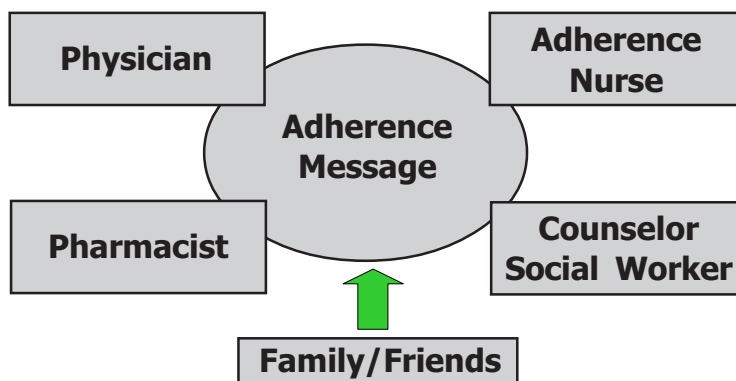 Physician
Adherence
Nurse
Adherence
Message
Pharmacist
Counselor
Social Worker
Family/Friends